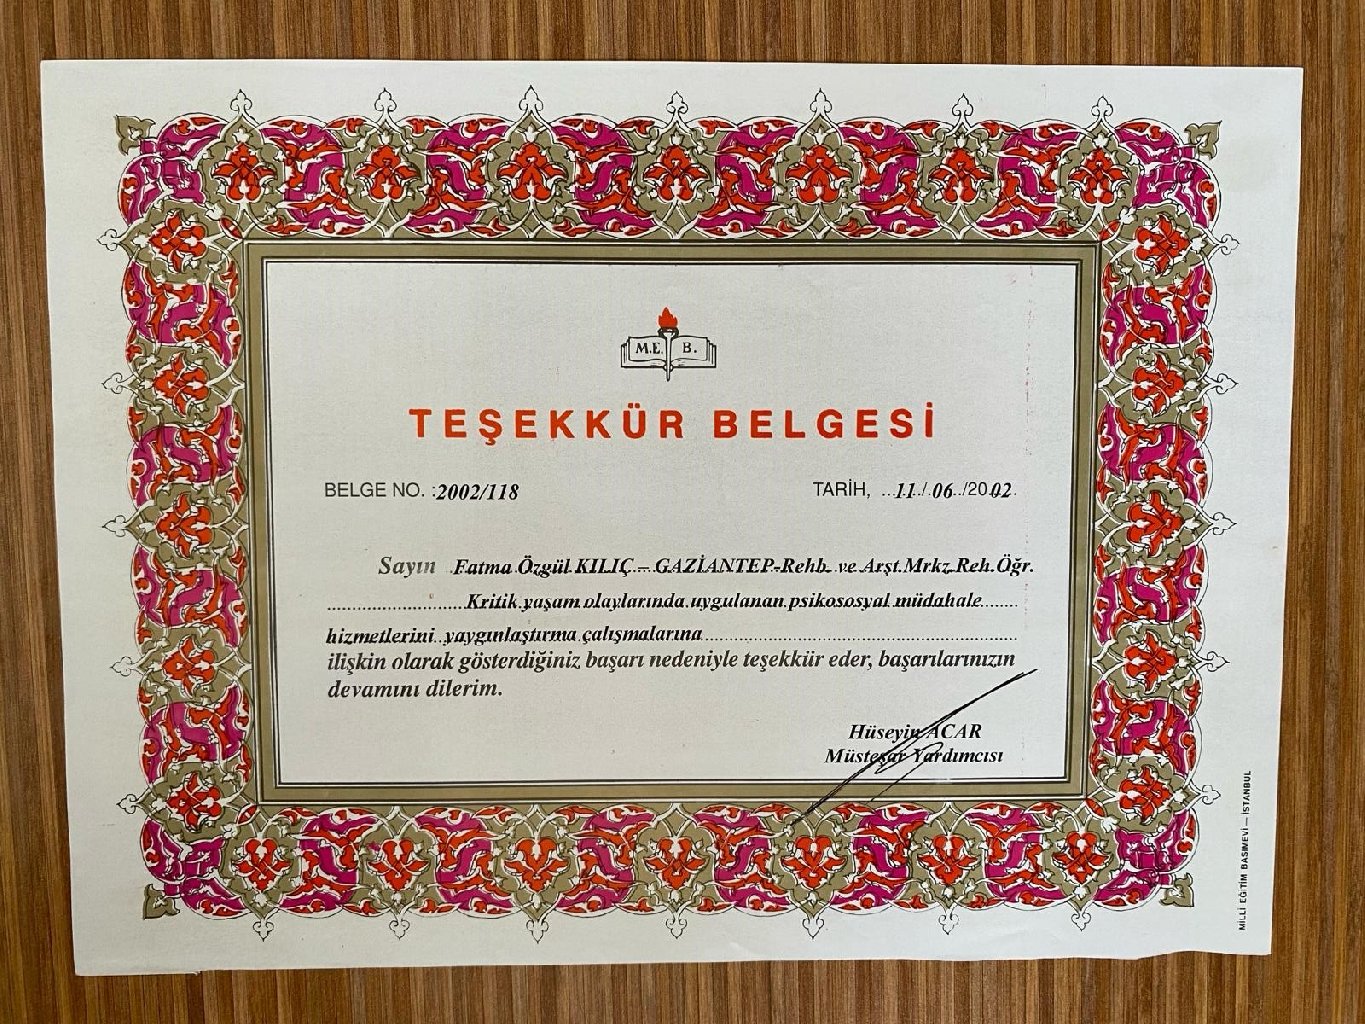 M.E. B.
TEŞEKKÜR BELGESİ
BELGE NO. :2002/118 TARİH, ..11./.06../2002.
Sayın Fatma Özgül KILIÇ – GAZİANTEP-Rehb. ve Arşt.Mrkz.Reh.Öğr.
Kritik yaşam olaylarında uygulanan psikososyal müdahale
hizmetlerini yaygınlaştırma çalışmalarına
ilişkin olarak gösterdiğiniz başarı nedeniyle teşekkür eder, başarılarınızın
devamını dilerim.
Hüseyin ACAR
Müsteşar Yardımcısı
MİLLİ EĞİTİM BASIMEVİ — İSTANBUL